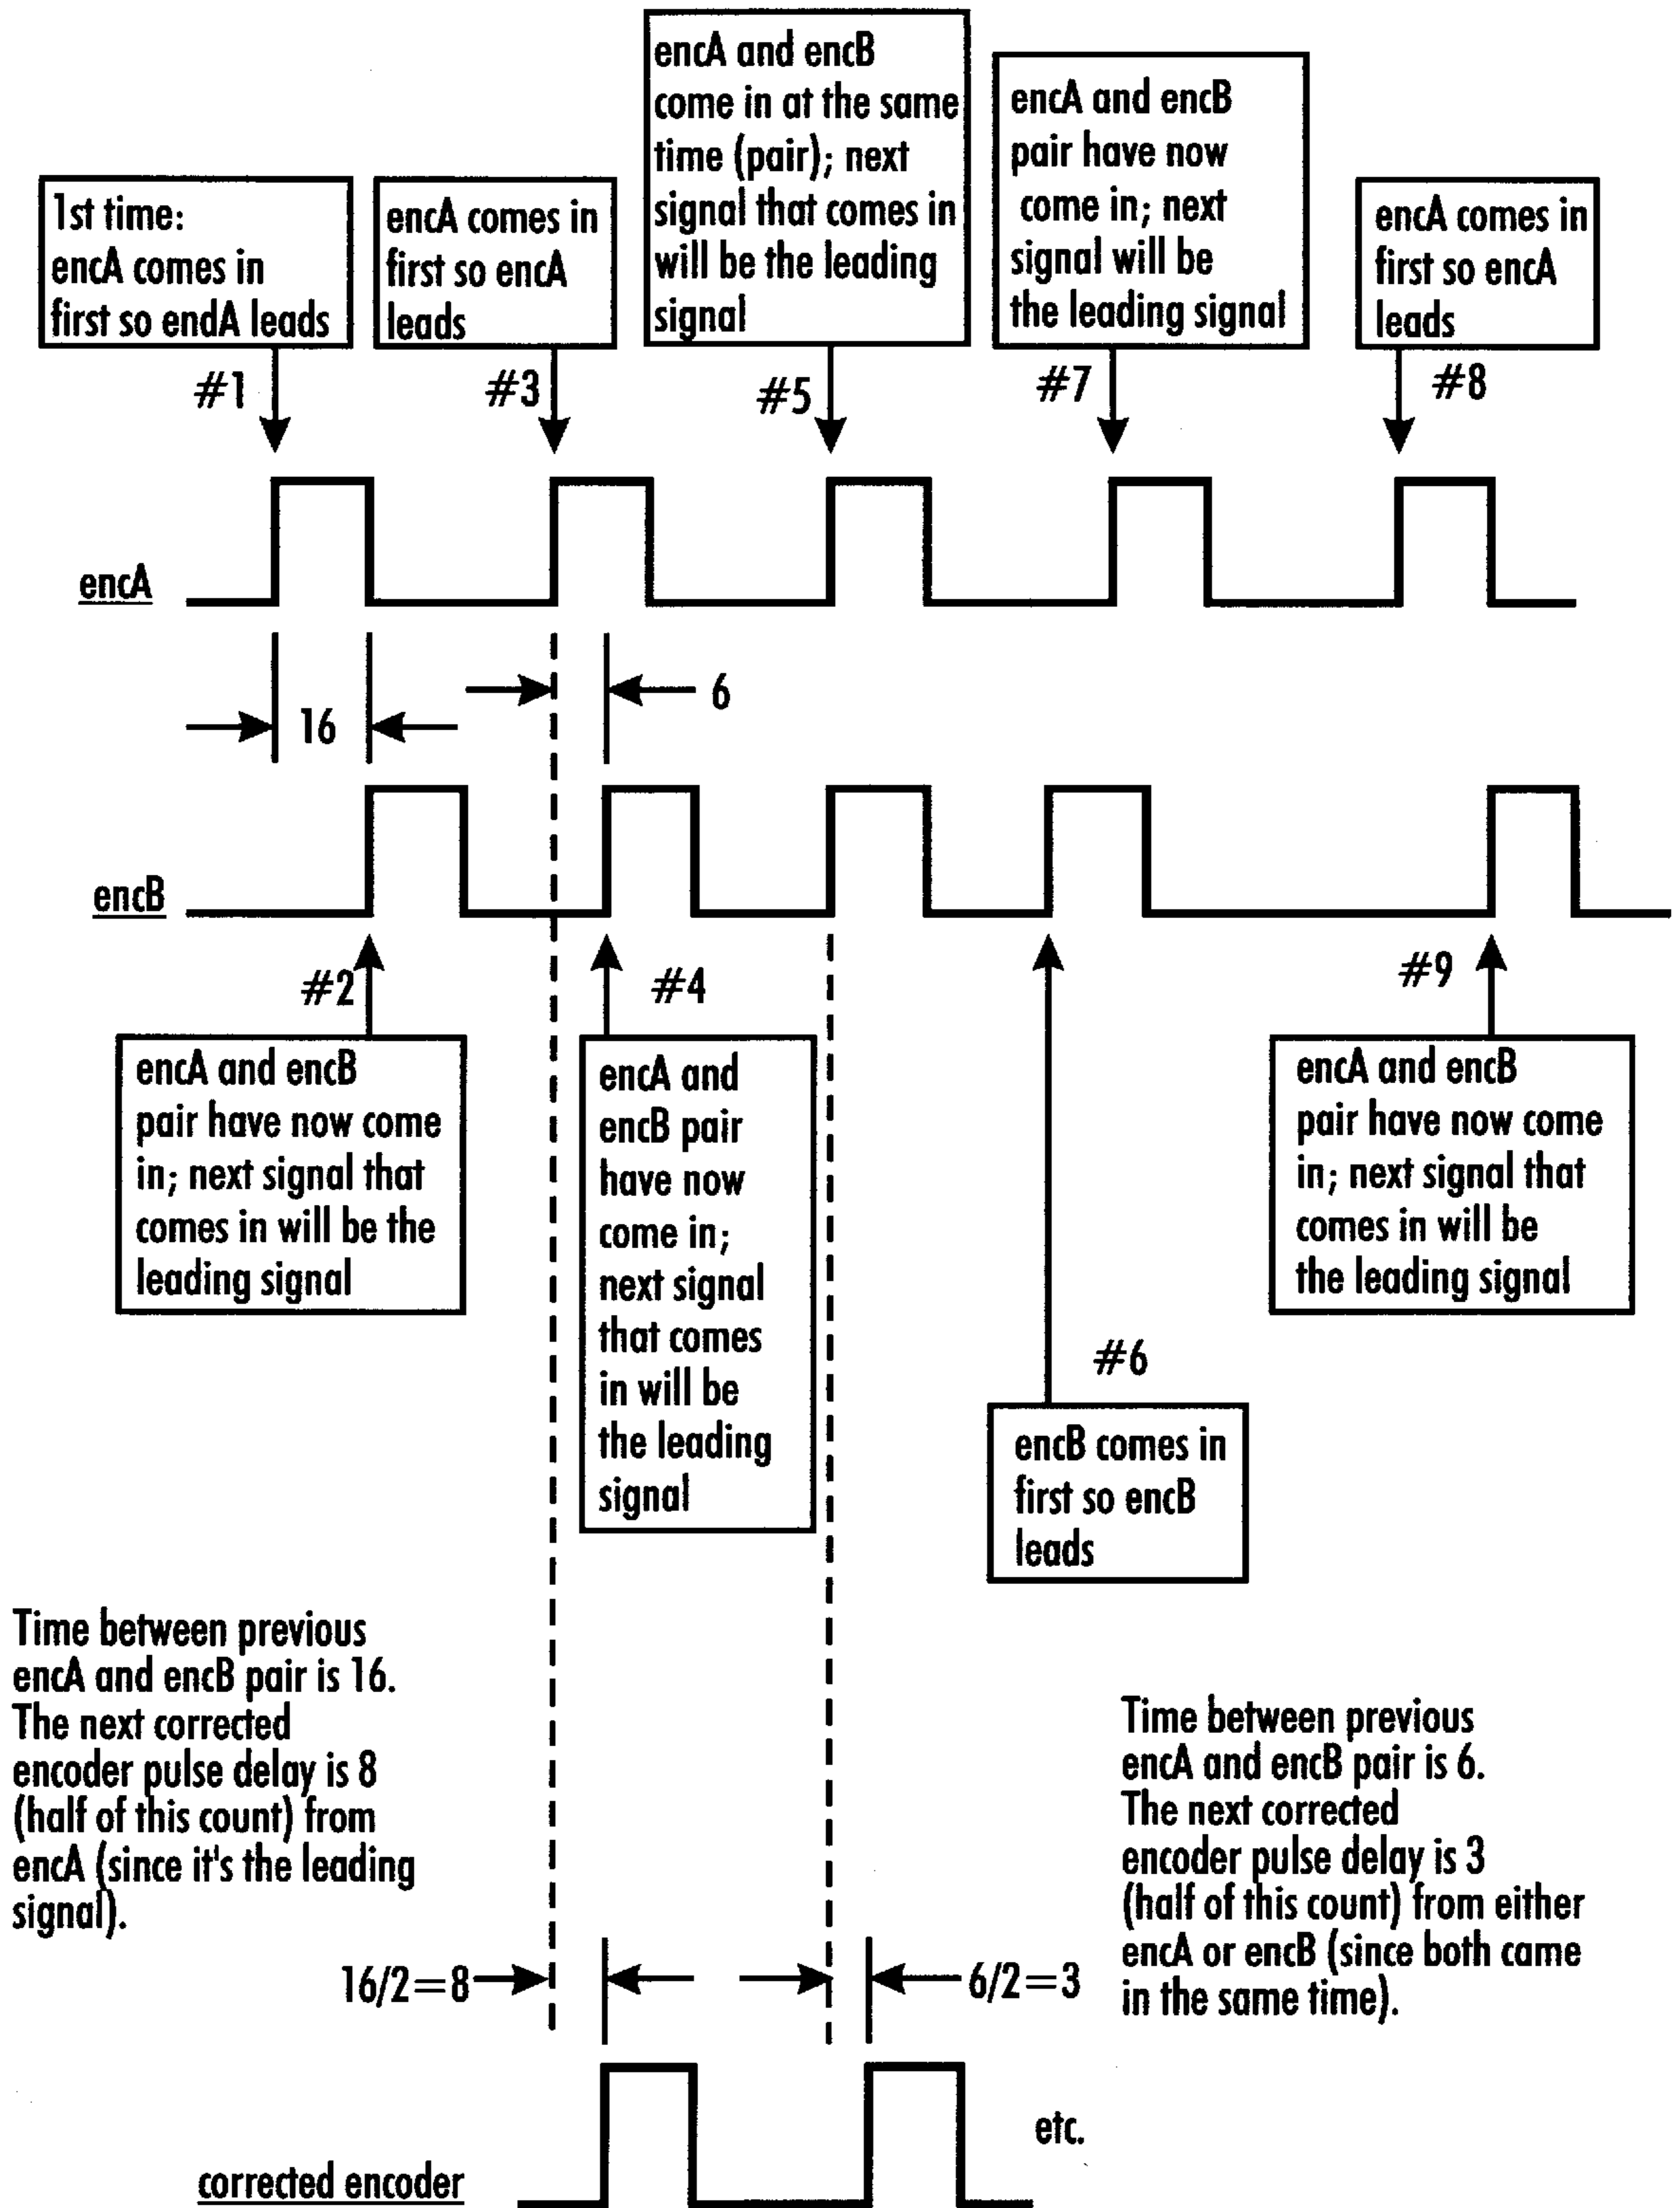 1st time:
encA comes in
first so endA leads
#1
encA comes in
first so encA
leads
#3
encA and encB
come in at the same
time (pair); next
signal that comes in
will be the leading
signal
#5
encA and encB
pair have now
come in; next
signal will be
the leading signal
#7
encA comes in
first so encA
leads
#8
encA
16
6
encB
#2
encA and encB
pair have now come
in; next signal that
comes in will be the
leading signal
#4
encA and
encB pair
have now
come in;
next signal
that comes
in will be
the leading
signal
#6
encB comes in
first so encB
leads
#9
encA and encB
pair have now come
in; next signal that
comes in will be
the leading signal
Time between previous
encA and encB pair is 16.
The next corrected
encoder pulse delay is 8
(half of this count) from
encA (since it's the leading
signal).
Time between previous
encA and encB pair is 6.
The next corrected
encoder pulse delay is 3
(half of this count) from either
encA or encB (since both came
in the same time).
16/2=8
6/2=3
etc.
corrected encoder